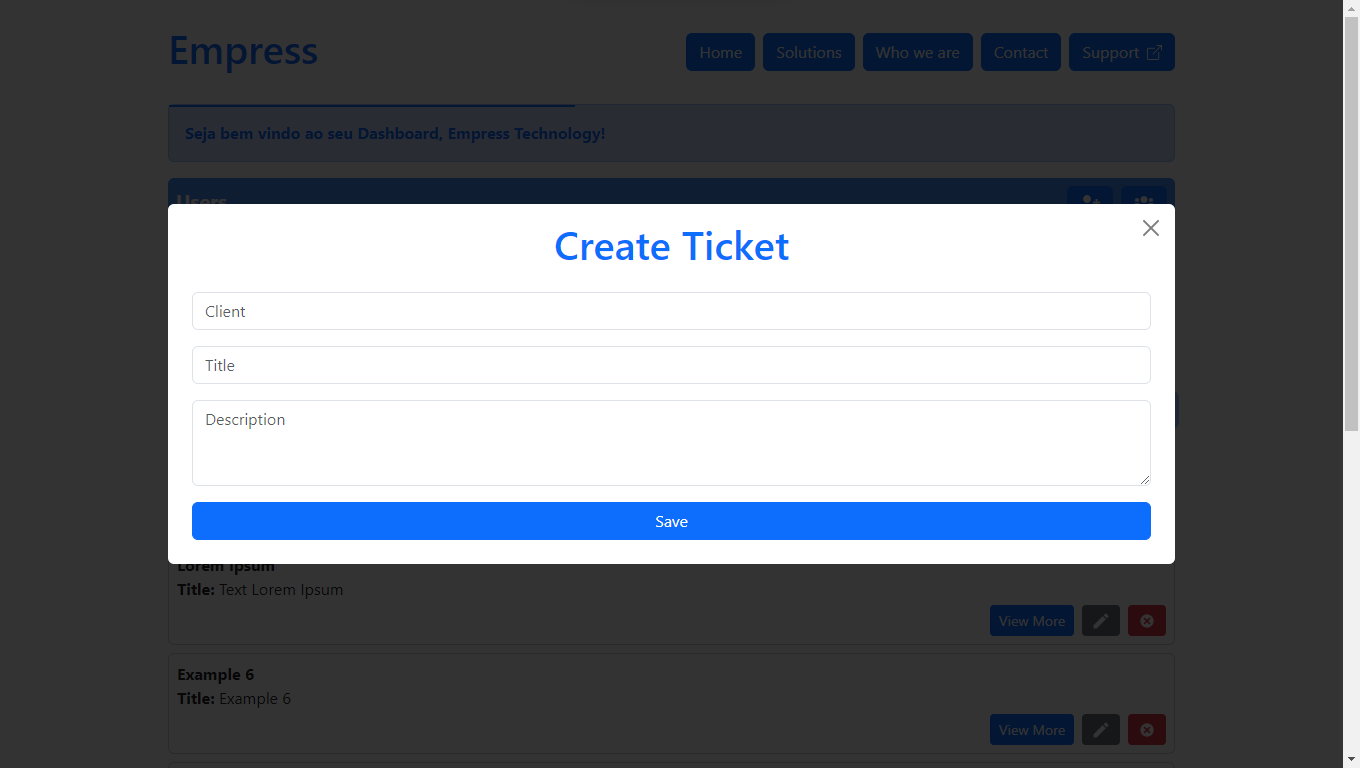 Empress
Home Solutions Who we are Contact Support
Seja bem vindo ao seu Dashboard, Empress Technology!
Users
Create Ticket
Client
Title
Description
Save
Lorem Ipsum
Title: Text Lorem Ipsum
View More
Example 6
Title: Example 6
View More